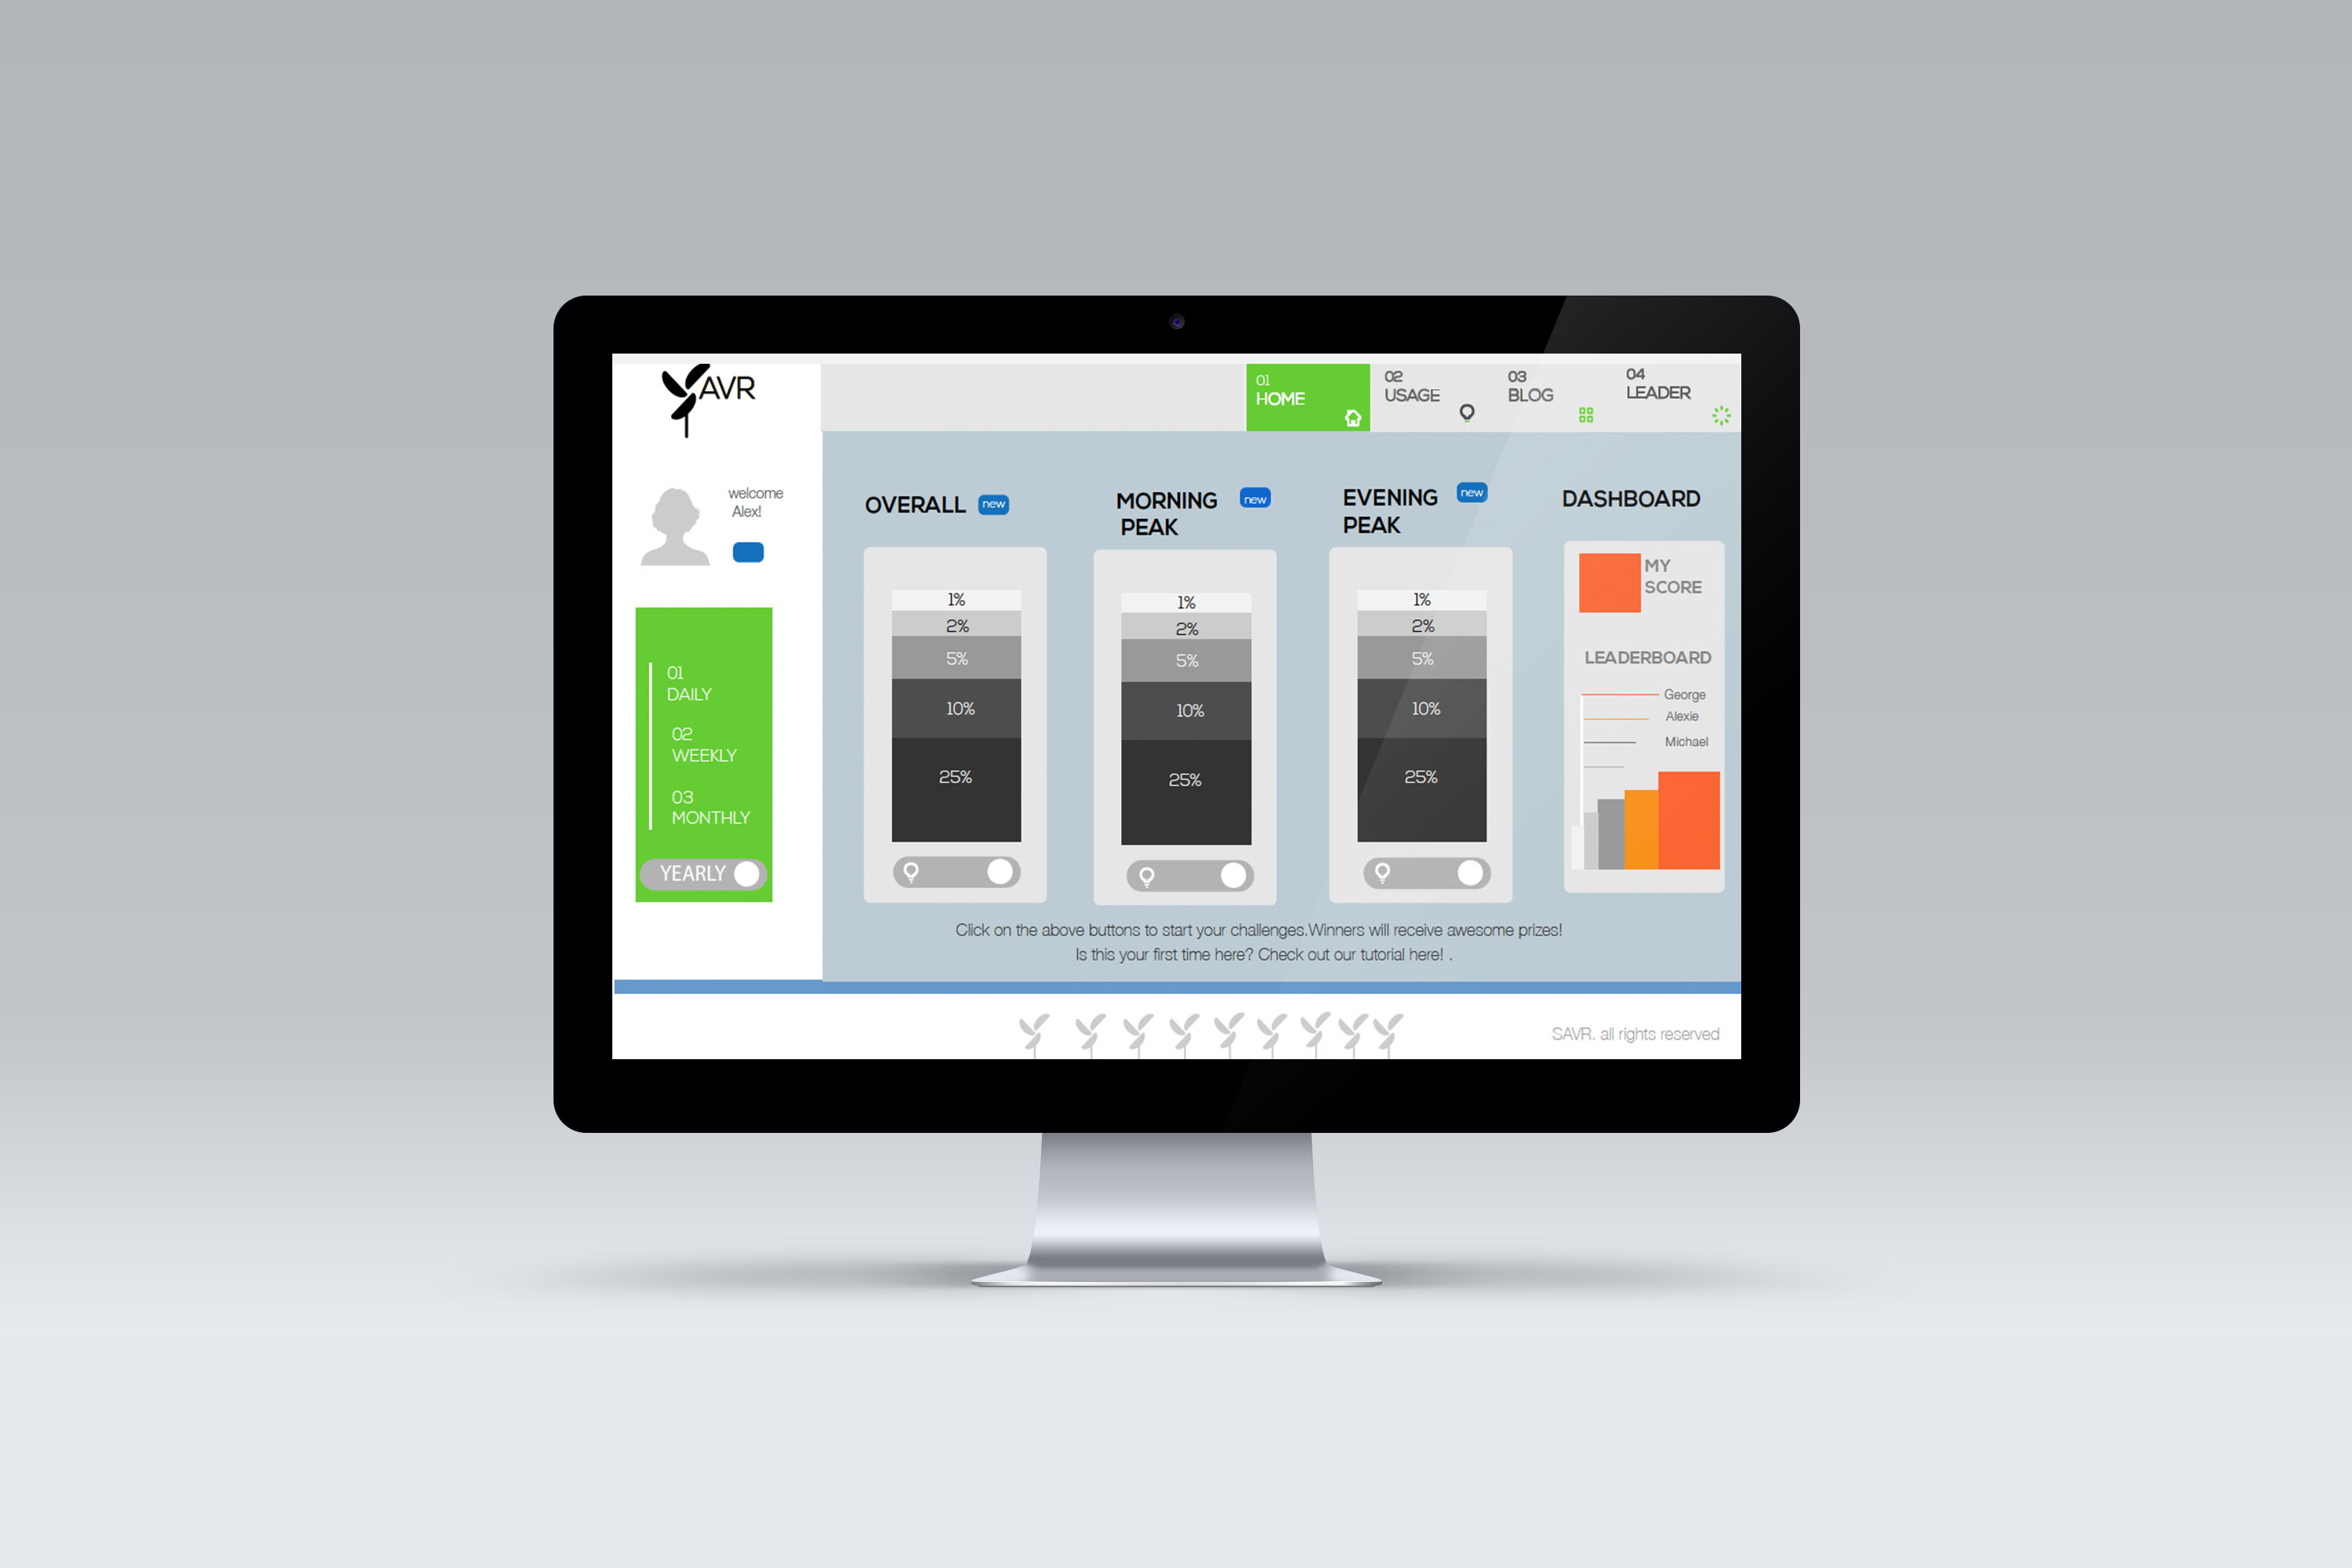 AVR
01
HOME
02
USAGE
03
BLOG
04
LEADER
welcome
Alex!
01
DAILY
02
WEEKLY
03
MONTHLY
YEARLY
OVERALL new
1%
2%
5%
10%
25%
MORNING new
PEAK
1%
2%
5%
10%
25%
EVENING new
PEAK
1%
2%
5%
10%
25%
DASHBOARD
MY
SCORE
LEADERBOARD
George
Alexie
Michael
Click on the above buttons to start your challenges.Winners will receive awesome prizes!
Is this your first time here? Check out our tutorial here! .
SAVR. all rights reserved